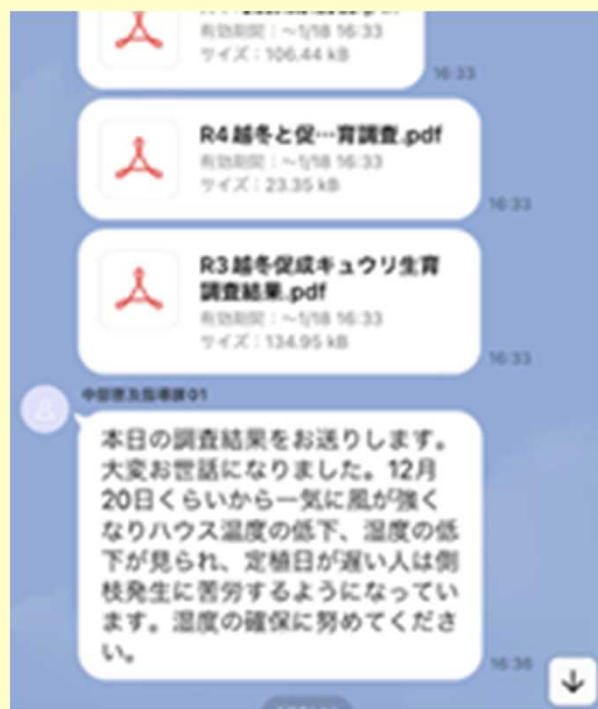 有効期間：～1/18 16:33
サイズ：106.44 kB
16:33
R4越冬と促…育調査.pdf
有効期間：～1/18 16:33
サイズ：23.35 kB
16:33
R3越冬促成キュウリ生育
調査結果.pdf
有効期間：～1/18 16:33
サイズ：134.95 kB
16:33
中部普及指導課01
本日の調査結果をお送りします。
大変お世話になりました。12月
20日くらいから一気に風が強く
なりハウス温度の低下、湿度の低
下が見られ、定植日が遅い人は側
枝発生に苦労するようになってい
ます。湿度の確保に努めてくださ
い。
16:36